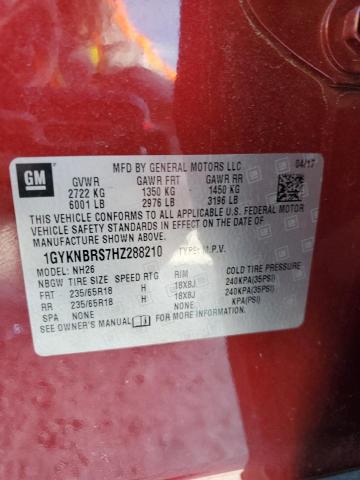 MFD BY GENERAL MOTORS LLC 04/17
GM
GVWR GAWR FRT GAWR RR
2722 KG 1350 KG 1450 KG
6001 LB 2976 LB 3196 LB
THIS VEHICLE CONFORMS TO ALL APPLICABLE U.S. FEDERAL MOTOR
VEHICLE SAFETY STANDARDS IN EFFECT ON THE DATE OF
MANUFACTURE SHOWN ABOVE.
1GYKNBRS7HZ288210 TYPE: M.P.V.
MODEL: NH26
NBGW TIRE SIZE SPEED RTG RIM COLD TIRE PRESSURE
FRT 235/65R18 H 18X8J 240KPA(35PSI)
RR 235/65R18 H 18X8J 240KPA(35PSI)
SPA NONE NONE KPA(PSI)
SEE OWNER'S MANUAL FOR MORE INFORMATION.